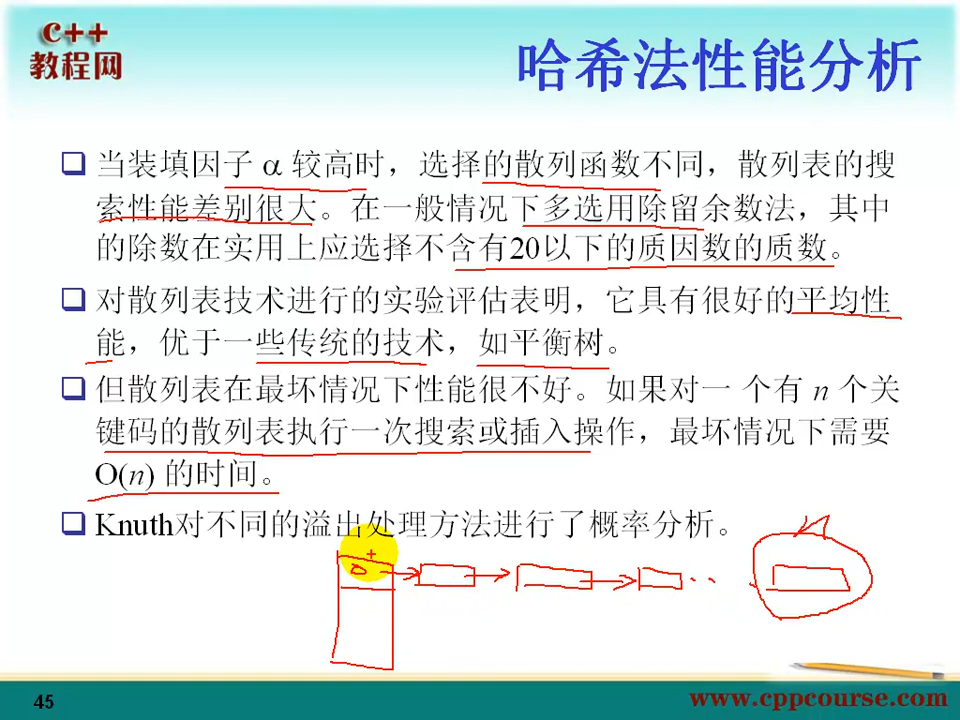 C++
教程网
哈希法性能分析
当装填因子 α 较高时，选择的散列函数不同，散列表的搜
索性能差别很大。在一般情况下多选用除留余数法，其中
的除数在实用上应选择不含有20以下的质因数的质数。
对散列表技术进行的实验评估表明，它具有很好的平均性
能，优于一些传统的技术，如平衡树。
但散列表在最坏情况下性能很不好。如果对一 个有 n 个关
键码的散列表执行一次搜索或插入操作，最坏情况下需要
O(n) 的时间。
Knuth对不同的溢出处理方法进行了概率分析。
45
www.cppcourse.com